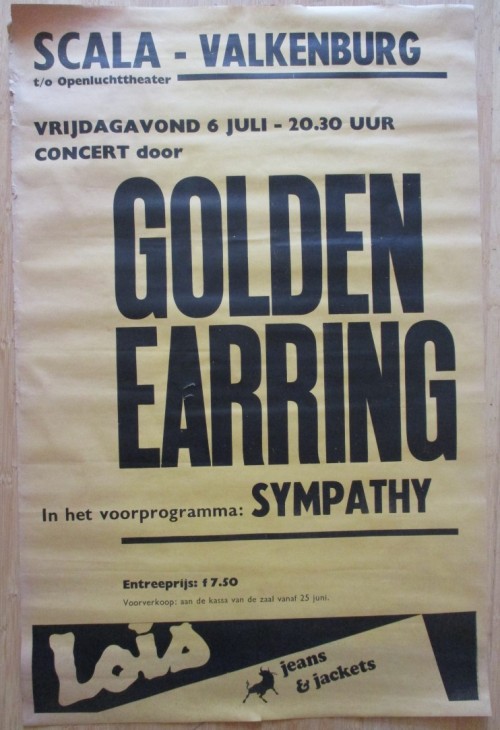 SCALA - VALKENBURG
t/o Openluchttheater
VRIJDAGAVOND 6 JULI - 20.30 UUR
CONCERT door
GOLDEN
EARRING
In het voorprogramma: SYMPATHY
Entreeprijs: f 7.50
Voorverkoop: aan de kassa van de zaal vanaf 25 juni.
Lois
jeans
& jackets